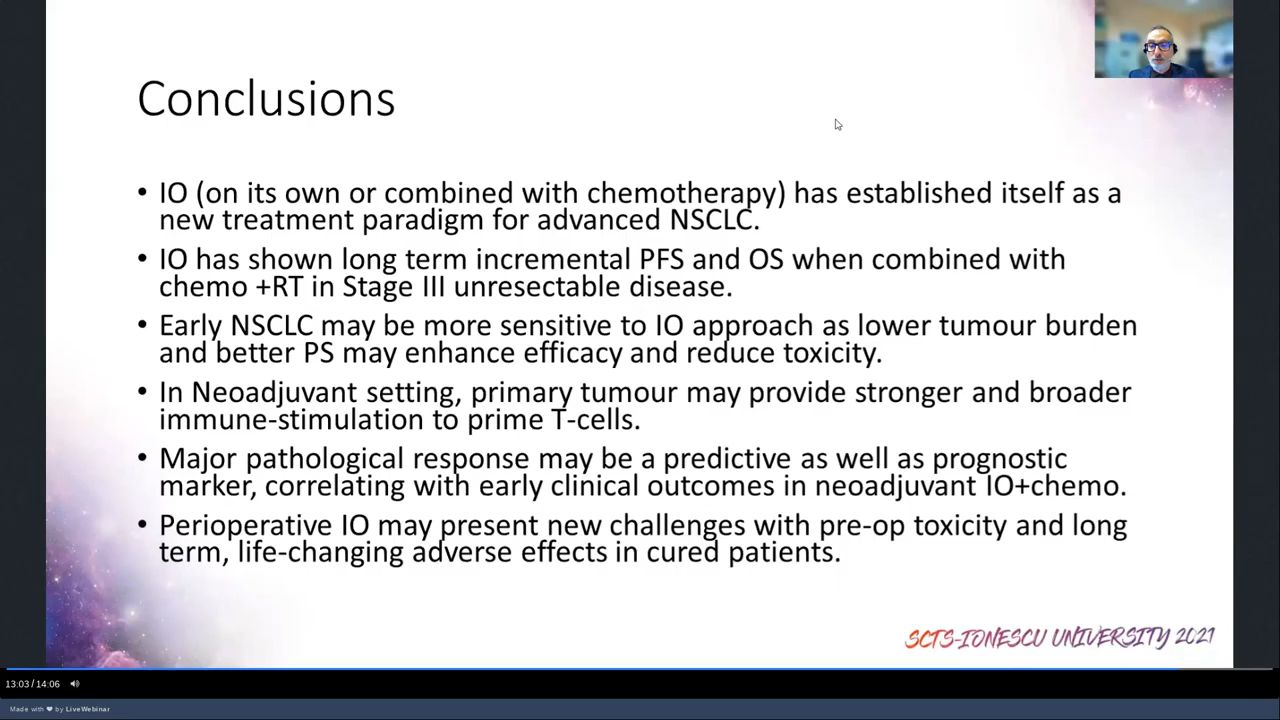 Conclusions
• IO (on its own or combined with chemotherapy) has established itself as a
new treatment paradigm for advanced NSCLC.
• IO has shown long term incremental PFS and OS when combined with
chemo +RT in Stage III unresectable disease.
• Early NSCLC may be more sensitive to IO approach as lower tumour burden
and better PS may enhance efficacy and reduce toxicity.
• In Neoadjuvant setting, primary tumour may provide stronger and broader
immune-stimulation to prime T-cells.
• Major pathological response may be a predictive as well as prognostic
marker, correlating with early clinical outcomes in neoadjuvant IO+chemo.
• Perioperative IO may present new challenges with pre-op toxicity and long
term, life-changing adverse effects in cured patients.
SCTS-IONESCU UNIVERSITY 2021
13:03 / 14:06
Made with ❤ by LiveWebinar